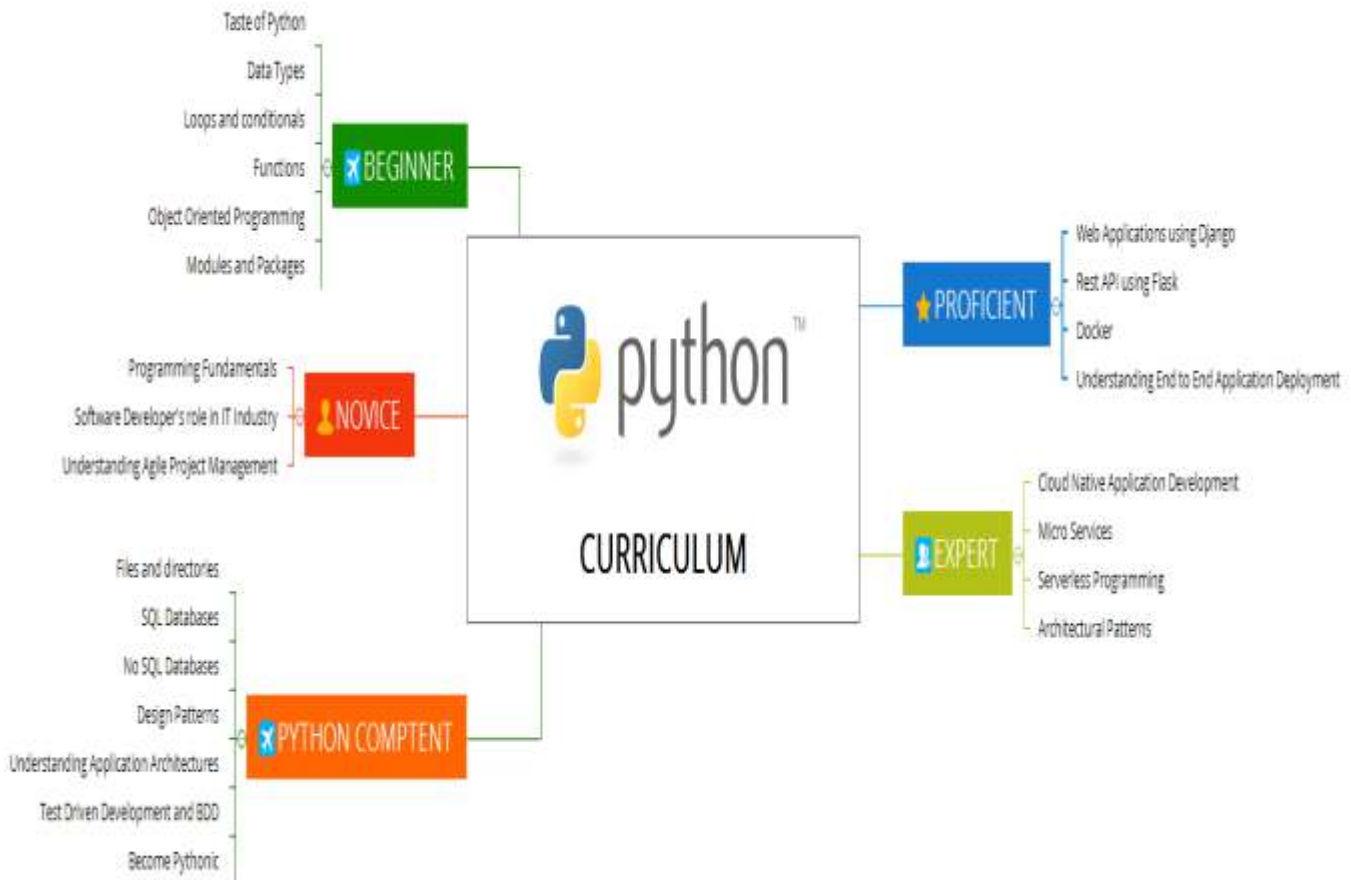 Taste of Python
Data Types
Loops and conditionals
Functions
Object Oriented Programming
Modules and Packages
BEGINNER
Programming Fundamentals
Software Developer's role in IT Industry
Understanding Agile Project Management
NOVICE
Files and directories
SQL Databases
No SQL Databases
Design Patterns
Understanding Application Architectures
Test Driven Development and BDD
Become Pythonic
PYTHON COMPTENT
python™
CURRICULUM
PROFICIENT
Web Applications using Django
Rest API using Flask
Docker
Understanding End to End Application Deployment
EXPERT
Cloud Native Application Development
Micro Services
Serverless Programming
Architectural Patterns